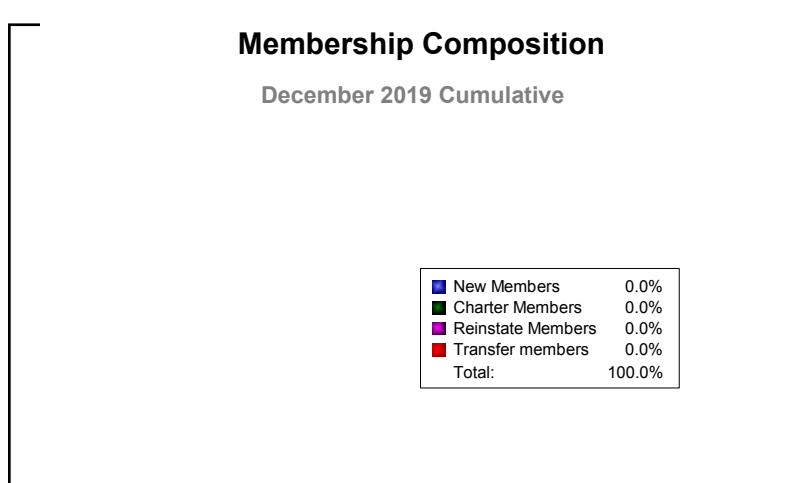 Membership Composition
December 2019 Cumulative
New Members 0.0%
Charter Members 0.0%
Reinstate Members 0.0%
Transfer members 0.0%
Total: 100.0%